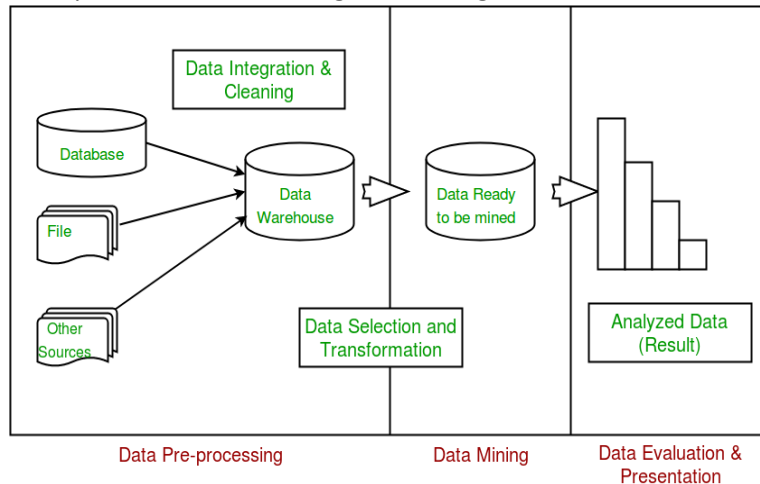 Data Integration &
Cleaning
Database
Data
Warehouse
Data Ready
to be mined
File
Other
Sources
Data Selection and
Transformation
Analyzed Data
(Result)
Data Pre-processing
Data Mining
Data Evaluation &
Presentation